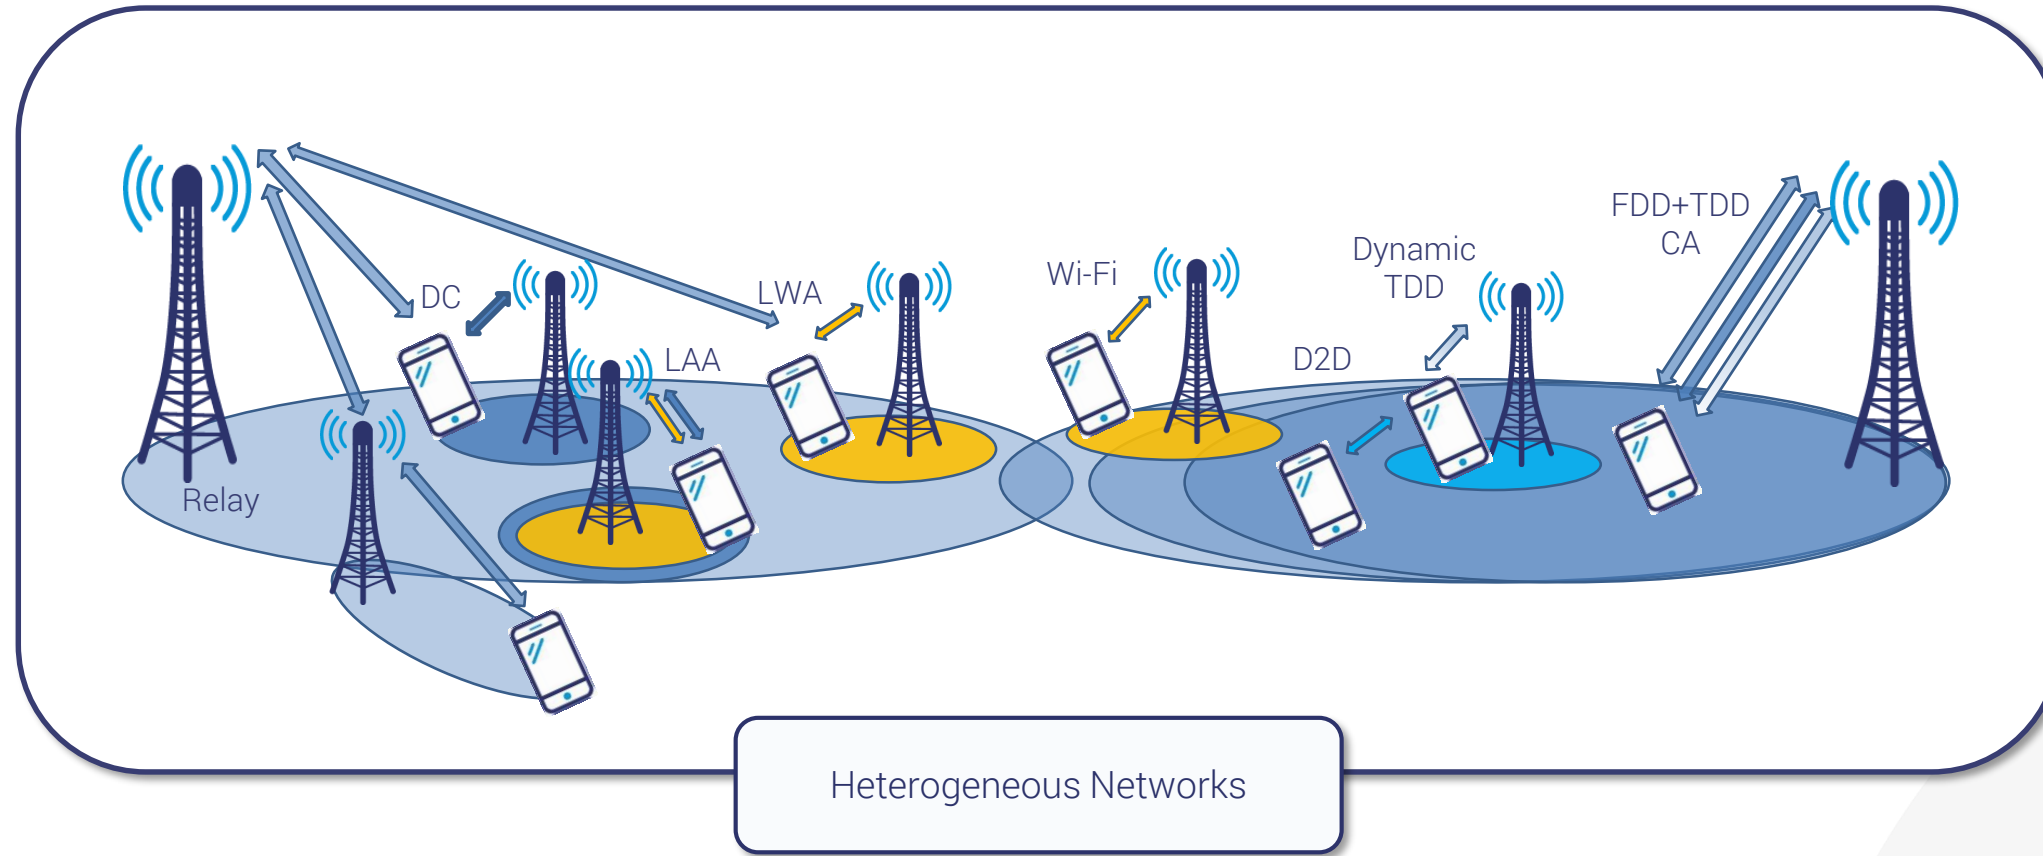 FDD+TDD
CA
Dynamic
TDD
Wi-Fi
DC
LWA
LAA
D2D
Relay
Heterogeneous Networks